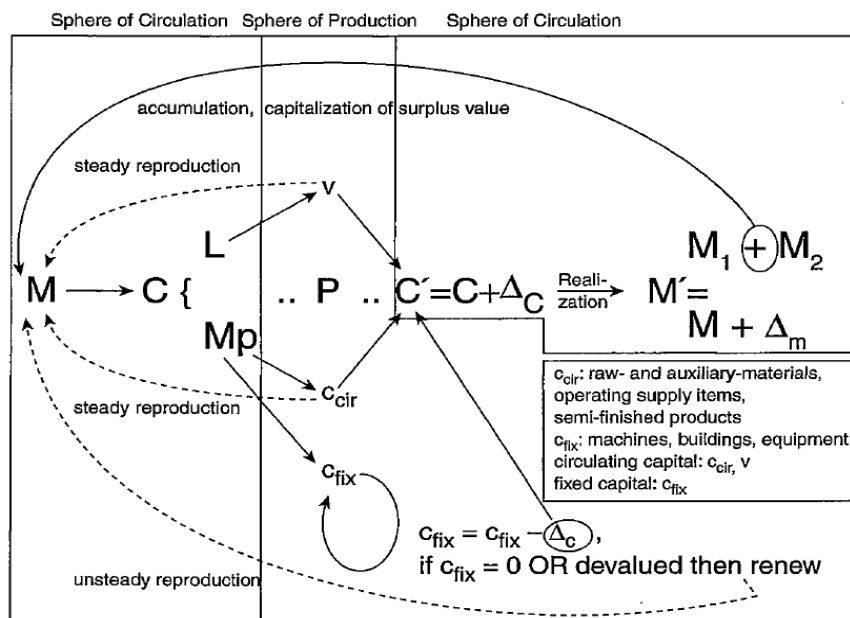 Sphere of Circulation Sphere of Production Sphere of Circulation
accumulation, capitalization of surplus value
steady reproduction
v
L
M1 + M2
M C { .. P .. C´=C+ΔC Reali-
zation M´=
M + Δm
Mp
ccir
steady reproduction
ccir: raw- and auxiliary-materials,
operating supply items,
semi-finished products
cfix: machines, buildings, equipment
circulating capital: ccir, v
fixed capital: cfix
cfix
cfix = cfix – Δc ,
if cfix = 0 OR devalued then renew
unsteady reproduction